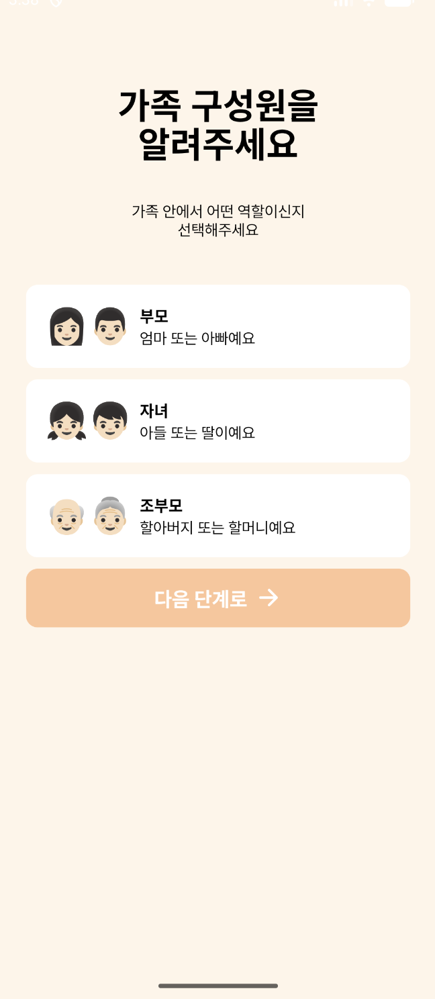 가족 구성원을
알려주세요
가족 안에서 어떤 역할이신지
선택해주세요
부모
엄마 또는 아빠예요
자녀
아들 또는 딸이예요
조부모
할아버지 또는 할머니예요
다음 단계로 →